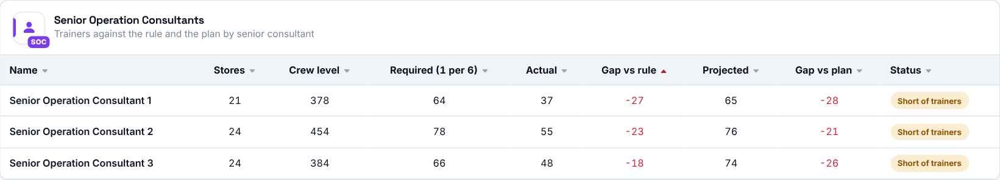 Senior Operation Consultants
Trainers against the rule and the plan by senior consultant
SOC
Name Stores Crew level Required (1 per 6) Actual Gap vs rule Projected Gap vs plan Status
Senior Operation Consultant 1 21 378 64 37 -27 65 -28 Short of trainers
Senior Operation Consultant 2 24 454 78 55 -23 76 -21 Short of trainers
Senior Operation Consultant 3 24 384 66 48 -18 74 -26 Short of trainers